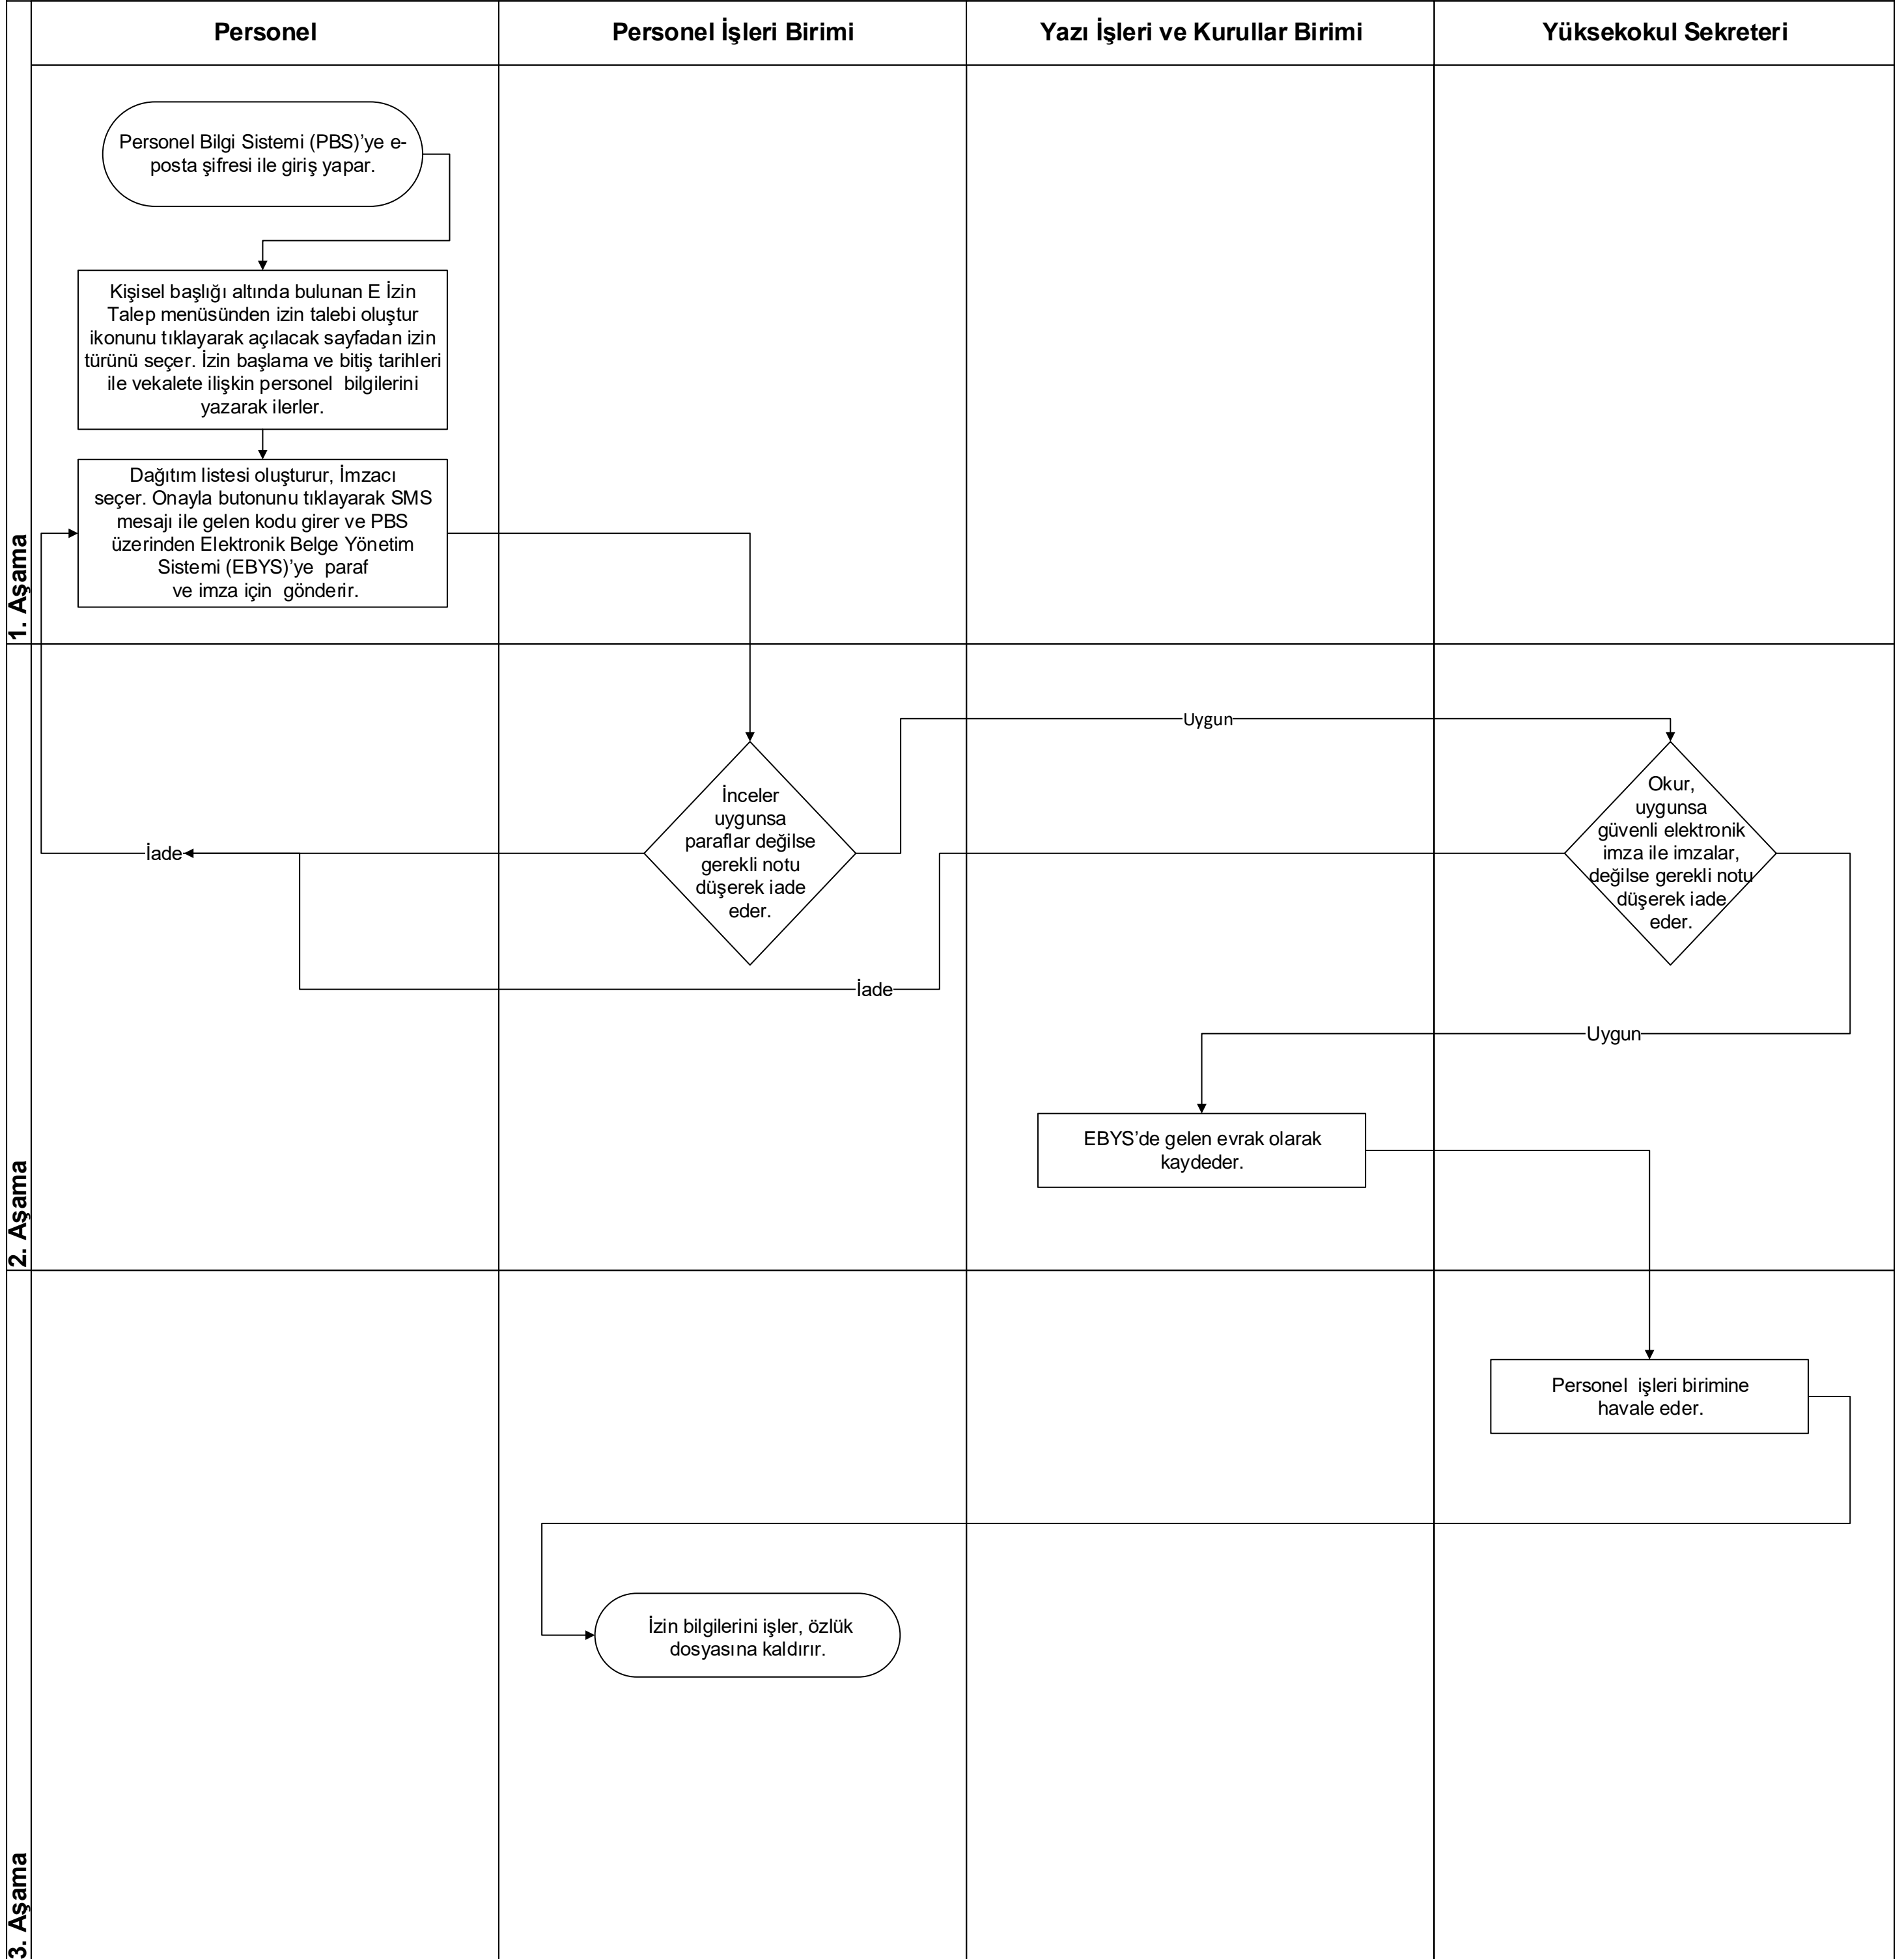 Personel
Personel İşleri Birimi
Yazı İşleri ve Kurullar Birimi
Yüksekokul Sekreteri
1. Aşama
Personel Bilgi Sistemi (PBS)’ye e-
posta şifresi ile giriş yapar.
Kişisel başlığı altında bulunan E İzin
Talep menüsünden izin talebi oluştur
ikonunu tıklayarak açılacak sayfadan izin
türünü seçer. İzin başlama ve bitiş tarihleri
ile vekalete ilişkin personel  bilgilerini
yazarak ilerler.
Dağıtım listesi oluşturur, İmzacı
seçer. Onayla butonunu tıklayarak SMS
mesajı ile gelen kodu girer ve PBS
üzerinden Elektronik Belge Yönetim
Sistemi (EBYS)’ye  paraf
ve imza için  gönderir.
2. Aşama
Uygun
İnceler
uygunsa
paraflar değilse
gerekli notu
düşerek iade
eder.
Okur,
uygunsa
güvenli elektronik
imza ile imzalar,
değilse gerekli notu
düşerek iade
eder.
İade
İade
Uygun
EBYS’de gelen evrak olarak
kaydeder.
3. Aşama
Personel  işleri birimine
havale eder.
İzin bilgilerini işler, özlük
dosyasına kaldırır.